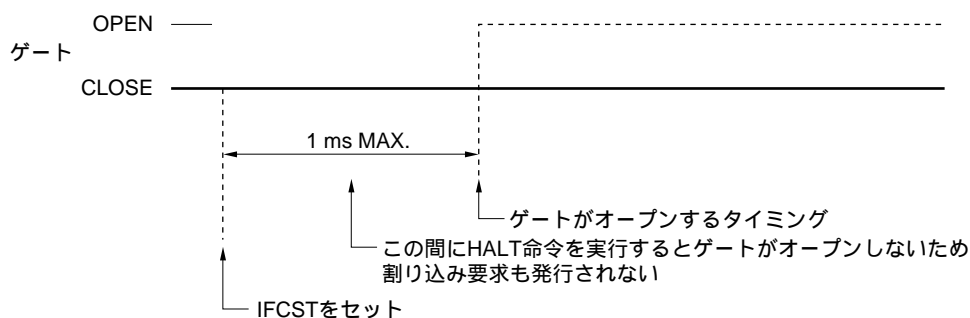 OPEN
ゲート
CLOSE
1 ms MAX.
ゲートがオープンするタイミング
この間にHALT命令を実行するとゲートがオープンしないため
割り込み要求も発行されない
IFCSTをセット